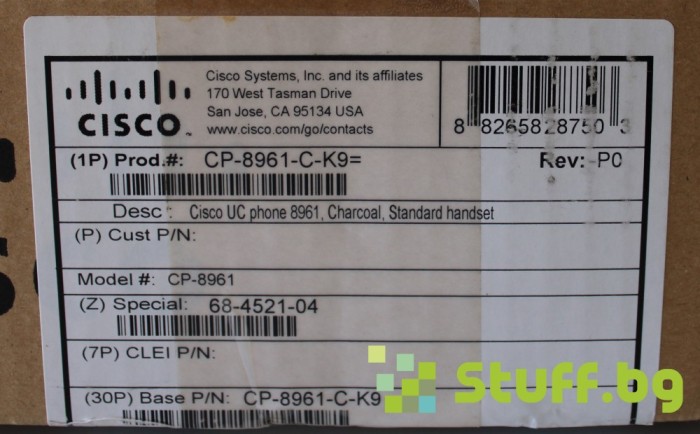 Cisco Systems, Inc. and its affiliates
170 West Tasman Drive
San Jose, CA 95134 USA
www.cisco.com/go/contacts
CISCO.
8 82658 28750 3
(1P) Prod.#: CP-8961-C-K9=
Rev: -P0
Desc : Cisco UC phone 8961, Charcoal, Standard handset
(P) Cust P/N:
Model #: CP-8961
(Z) Special: 68-4521-04
(7P) CLEI P/N:
(30P) Base P/N: CP-8961-C-K9
Stuff.bg